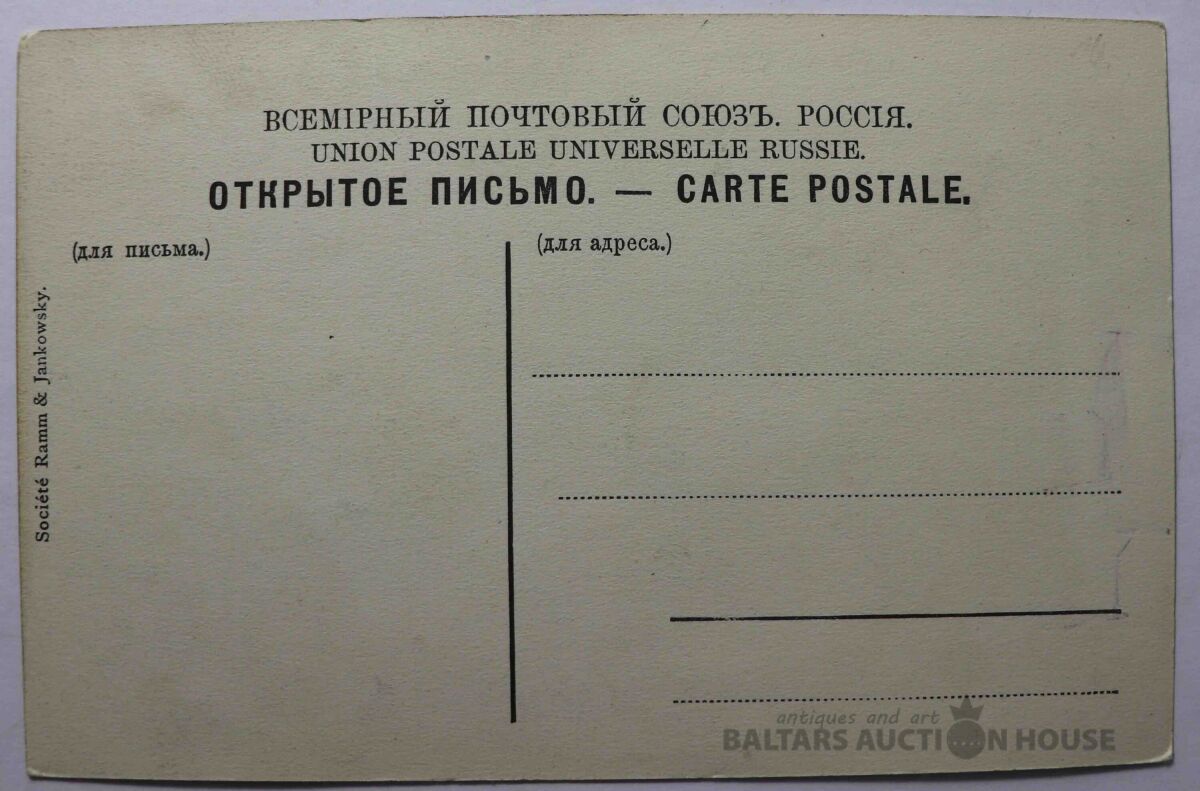 ВСЕМІРНЫЙ ПОЧТОВЫЙ СОЮЗЪ. РОССІЯ.
UNION POSTALE UNIVERSELLE RUSSIE.
ОТКРЫТОЕ ПИСЬМО. — CARTE POSTALE.
(для письма.)
(для адреса.)
Société Ramm & Jankowsky.
antiques and art
BALTARS AUCTION HOUSE